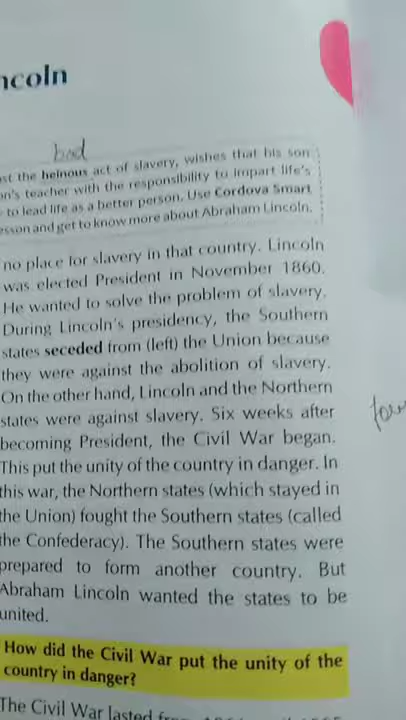 ncoln
bad
the heinous act of slavery, wishes that his son
on's teacher with the responsibility to impart life's
to lead life as a better person. Use Cordova Smart
esson and get to know more about Abraham Lincoln.
no place for slavery in that country. Lincoln
was elected President in November 1860.
He wanted to solve the problem of slavery.
During Lincoln's presidency, the Southern
states seceded from (left) the Union because
they were against the abolition of slavery.
On the other hand, Lincoln and the Northern
states were against slavery. Six weeks after
becoming President, the Civil War began.
This put the unity of the country in danger. In
this war, the Northern states (which stayed in
the Union) fought the Southern states (called
the Confederacy). The Southern states were
prepared to form another country. But
Abraham Lincoln wanted the states to be
united.
How did the Civil War put the unity of the
country in danger?
The Civil War lasted